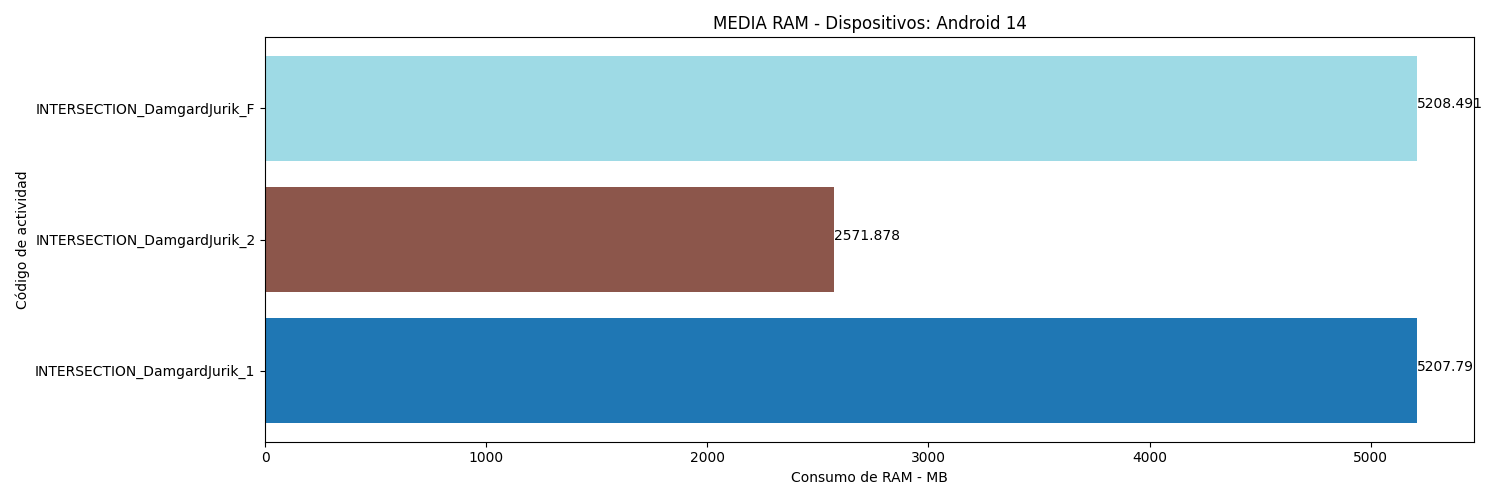 MEDIA RAM - Dispositivos: Android 14
INTERSECTION_DamgardJurik_F
5208.491
INTERSECTION_DamgardJurik_2
2571.878
INTERSECTION_DamgardJurik_1
5207.79
Código de actividad
0 1000 2000 3000 4000 5000
Consumo de RAM - MB